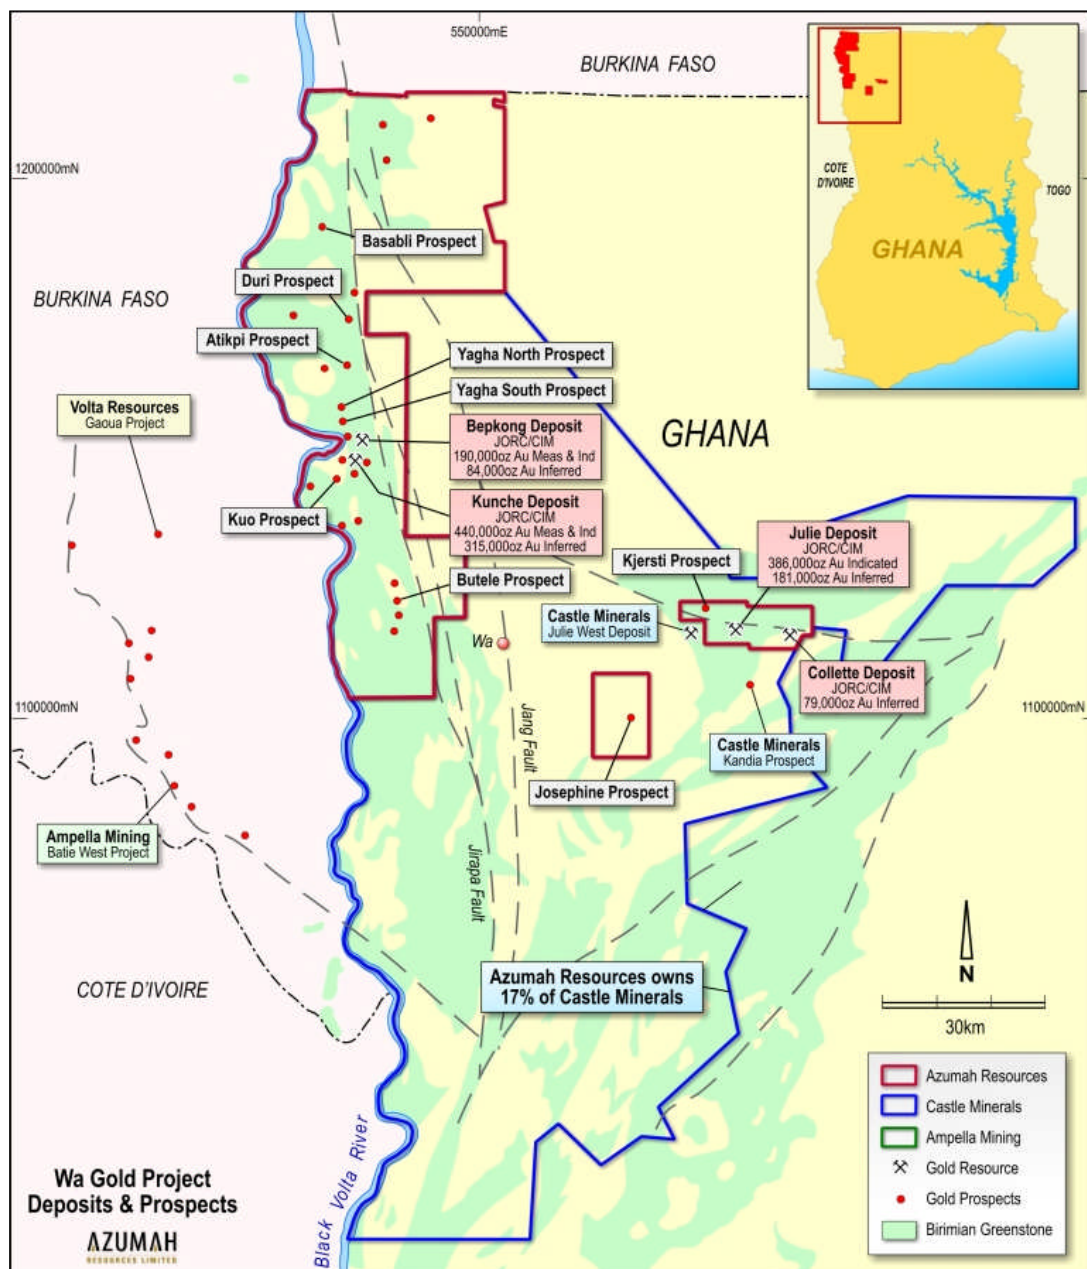 550000mE
BURKINA FASO
1200000mN
COTE
D'IVOIRE
TOGO
GHANA
Basabli Prospect
Duri Prospect
BURKINA FASO
Atikpi Prospect
Yagha North Prospect
Yagha South Prospect
Volta Resources
Gaoua Project
Bepkong Deposit
JORC/CIM
190,000oz Au Meas & Ind
84,000oz Au Inferred
GHANA
Kunche Deposit
JORC/CIM
440,000oz Au Meas & Ind
315,000oz Au Inferred
Kuo Prospect
Julie Deposit
JORC/CIM
386,000oz Au Indicated
181,000oz Au Inferred
Kjersti Prospect
Butele Prospect
Castle Minerals
Julie West Deposit
Wa
Collette Deposit
JORC/CIM
79,000oz Au Inferred
1100000mN
1100000mN
Jang Fault
Castle Minerals
Kandia Prospect
Josephine Prospect
Ampella Mining
Batie West Project
Jirapa Fault
Azumah Resources owns
17% of Castle Minerals
COTE D'IVOIRE
N
30km
Azumah Resources
Castle Minerals
Ampella Mining
Gold Resource
Gold Prospects
Birimian Greenstone
Black Volta River
Wa Gold Project
Deposits & Prospects
AZUMAH
RESOURCES LIMITED